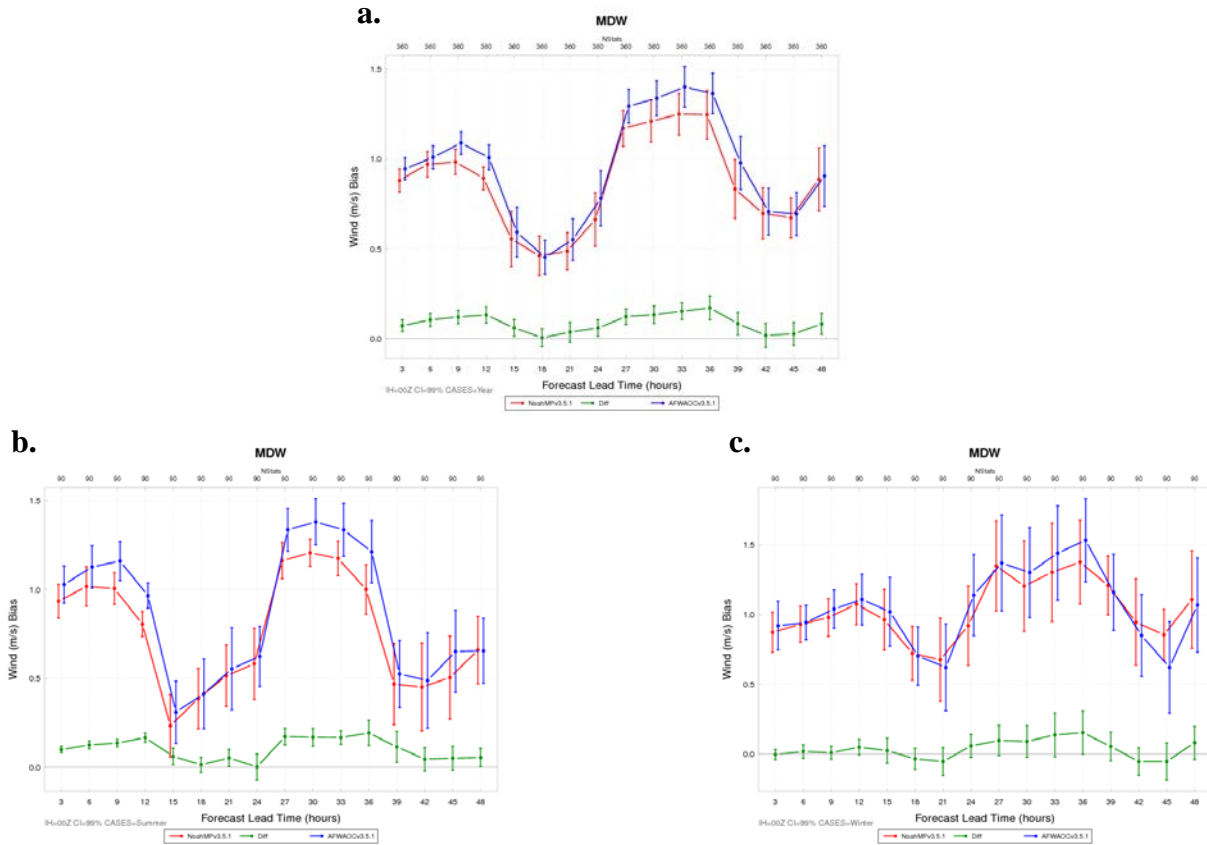 a.
MDW
NStats
360 360 360 360 360 360 360 360 360 360 360 360 360 360 360 360
1.5
1.0
0.5
0.0
Wind (m/s) Bias
3 6 9 12 15 18 21 24 27 30 33 36 39 42 45 48
IH=00Z CI=99% CASES=Year
Forecast Lead Time (hours)
NoahMPv3.5.1 Diff AFWAOCv3.5.1
b.
MDW
NStats
90 90 90 90 90 90 90 90 90 90 90 90 90 90 90 90
1.5
1.0
0.5
0.0
Wind (m/s) Bias
3 6 9 12 15 18 21 24 27 30 33 36 39 42 45 48
IH=00Z CI=99% CASES=Summer
Forecast Lead Time (hours)
NoahMPv3.5.1 Diff AFWAOCv3.5.1
c.
MDW
NStats
90 90 90 90 90 90 90 90 90 90 90 90 90 90 90 90
1.5
1.0
0.5
0.0
Wind (m/s) Bias
3 6 9 12 15 18 21 24 27 30 33 36 39 42 45 48
IH=00Z CI=99% CASES=Winter
Forecast Lead Time (hours)
NoahMPv3.5.1 Diff AFWAOCv3.5.1